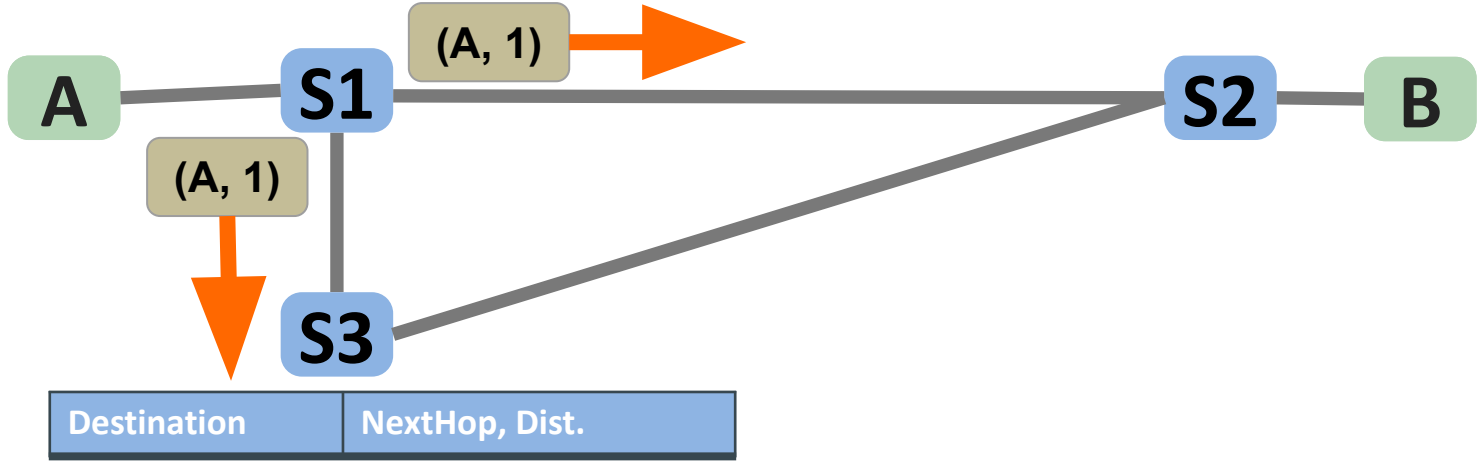 (A, 1)
A
S1
S2
B
(A, 1)
S3
Destination
NextHop, Dist.